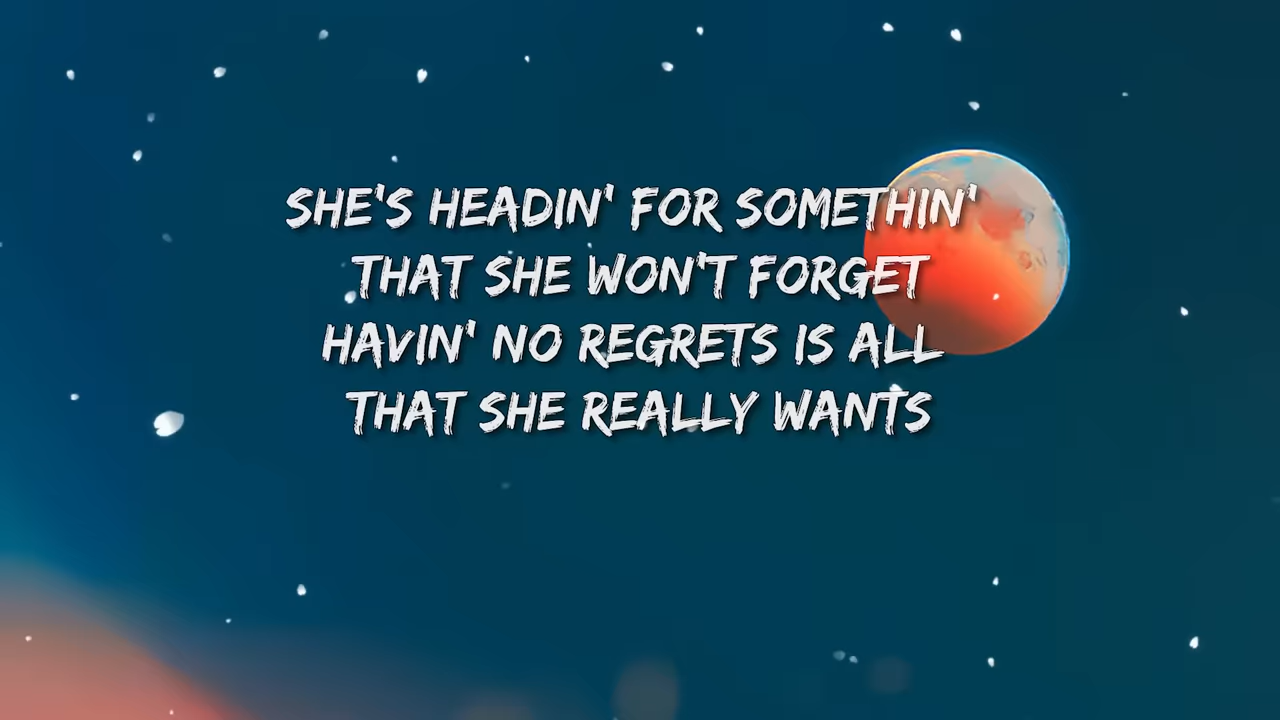 SHE'S HEADIN' FOR SOMETHIN'
THAT SHE WON'T FORGET
HAVIN' NO REGRETS IS ALL
THAT SHE REALLY WANTS